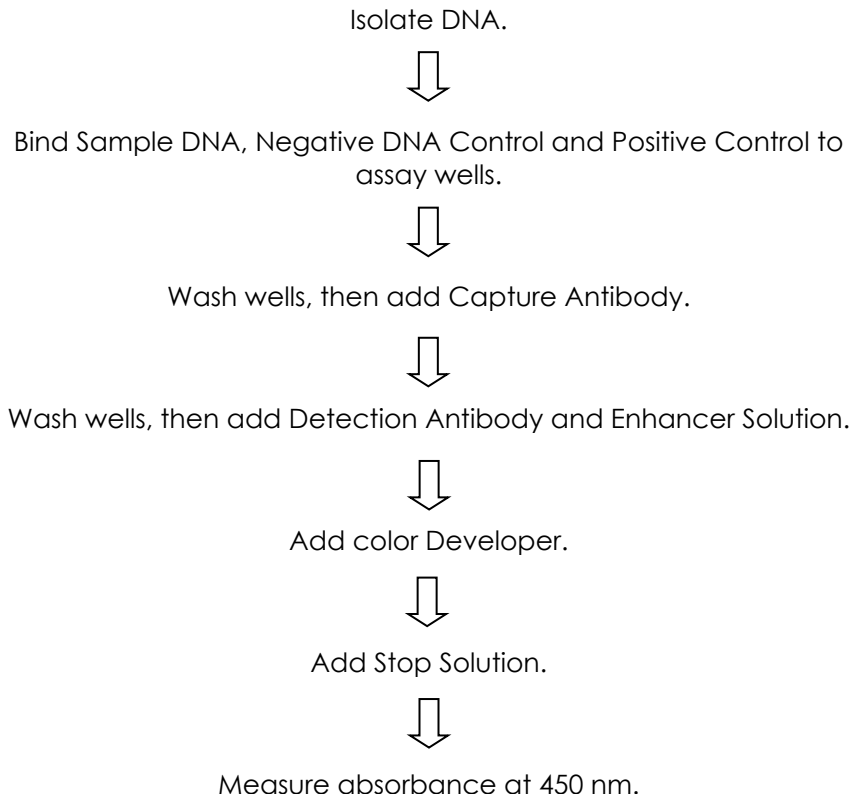 Isolate DNA.
Bind Sample DNA, Negative DNA Control and Positive Control to
assay wells.
Wash wells, then add Capture Antibody.
Wash wells, then add Detection Antibody and Enhancer Solution.
Add color Developer.
Add Stop Solution.
Measure absorbance at 450 nm.